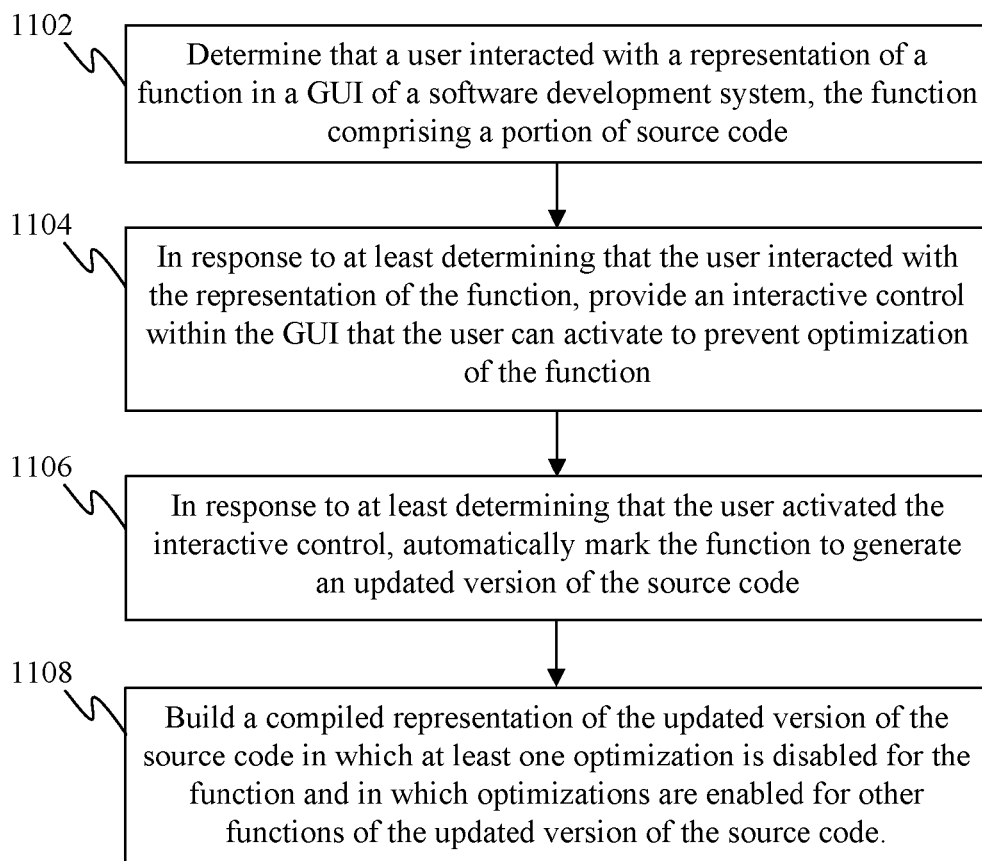 1102
Determine that a user interacted with a representation of a
function in a GUI of a software development system, the function
comprising a portion of source code
1104
In response to at least determining that the user interacted with
the representation of the function, provide an interactive control
within the GUI that the user can activate to prevent optimization
of the function
1106
In response to at least determining that the user activated the
interactive control, automatically mark the function to generate
an updated version of the source code
1108
Build a compiled representation of the updated version of the
source code in which at least one optimization is disabled for the
function and in which optimizations are enabled for other
functions of the updated version of the source code.